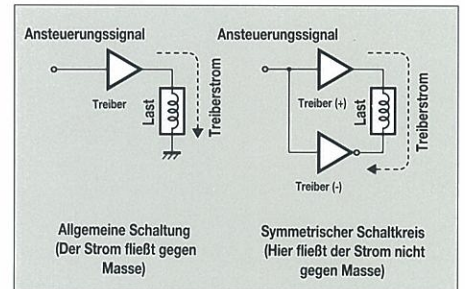 Ansteuerungssignal
Treiber
Last
Treiberstrom
Allgemeine Schaltung
(Der Strom fließt gegen
Masse)
Ansteuerungssignal
Treiber (+)
Last
Treiberstrom
Treiber (-)
Symmetrischer Schaltkreis
(Hier fließt der Strom nicht
gegen Masse)